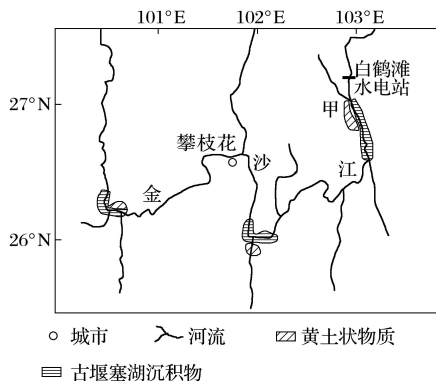 101°E 102°E 103°E
白鹤滩
水电站
27°N
甲
攀枝花
沙
江
金
26°N
城市 河流 黄土状物质
古堰塞湖沉积物